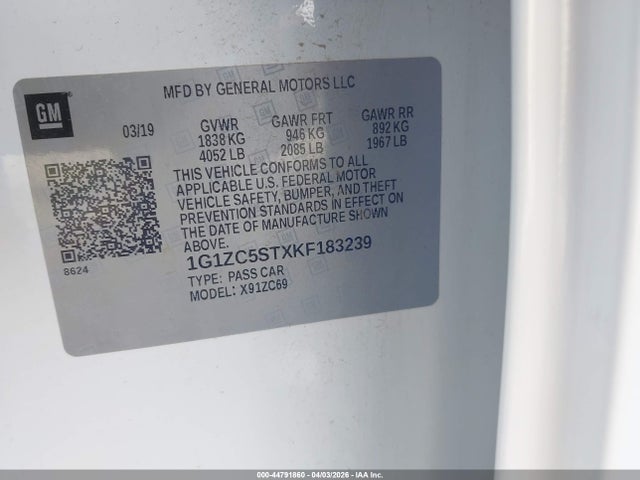 GM
MFD BY GENERAL MOTORS LLC
03/19 GVWR GAWR FRT GAWR RR
1838 KG 946 KG 892 KG
4052 LB 2085 LB 1967 LB
THIS VEHICLE CONFORMS TO ALL
APPLICABLE U.S. FEDERAL MOTOR
VEHICLE SAFETY, BUMPER, AND THEFT
PREVENTION STANDARDS IN EFFECT ON
THE DATE OF MANUFACTURE SHOWN
ABOVE.
8624
1G1ZC5STXKF183239
TYPE: PASS CAR
MODEL: X91ZC69
000-44791860 - 04/03/2026 - IAA Inc.